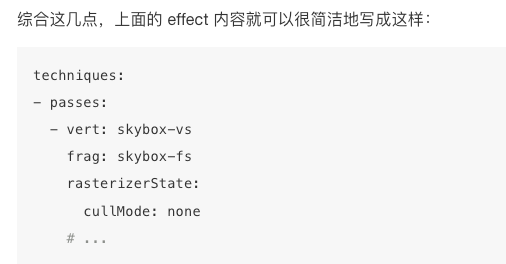 综合这几点，上面的 effect 内容就可以很简洁地写成这样：
techniques:
- passes:
  - vert: skybox-vs
    frag: skybox-fs
    rasterizerState:
      cullMode: none
    # ...